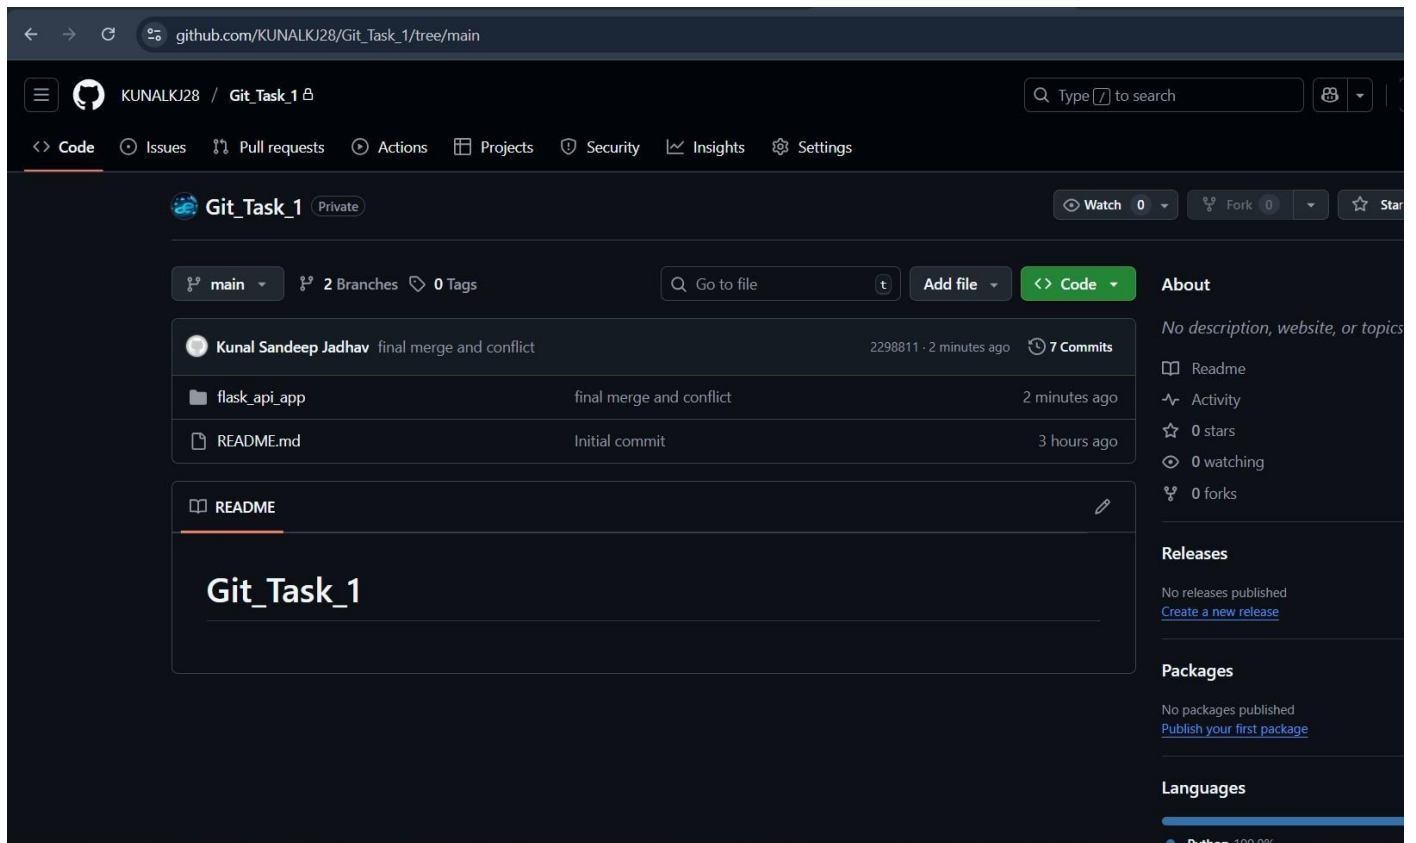 github.com/KUNALKJ28/Git_Task_1/tree/main
KUNALKJ28 / Git_Task_1
Type / to search
Code Issues Pull requests Actions Projects Security Insights Settings
Git_Task_1 Private
Watch 0 Fork 0 Star
main 2 Branches 0 Tags Go to file t Add file Code
About
No description, website, or topics
Kunal Sandeep Jadhav final merge and conflict 2298811 · 2 minutes ago 7 Commits
flask_api_app final merge and conflict 2 minutes ago
README.md Initial commit 3 hours ago
Readme
Activity
0 stars
0 watching
0 forks
README
Git_Task_1
Releases
No releases published
Create a new release
Packages
No packages published
Publish your first package
Languages
Python 100.0%